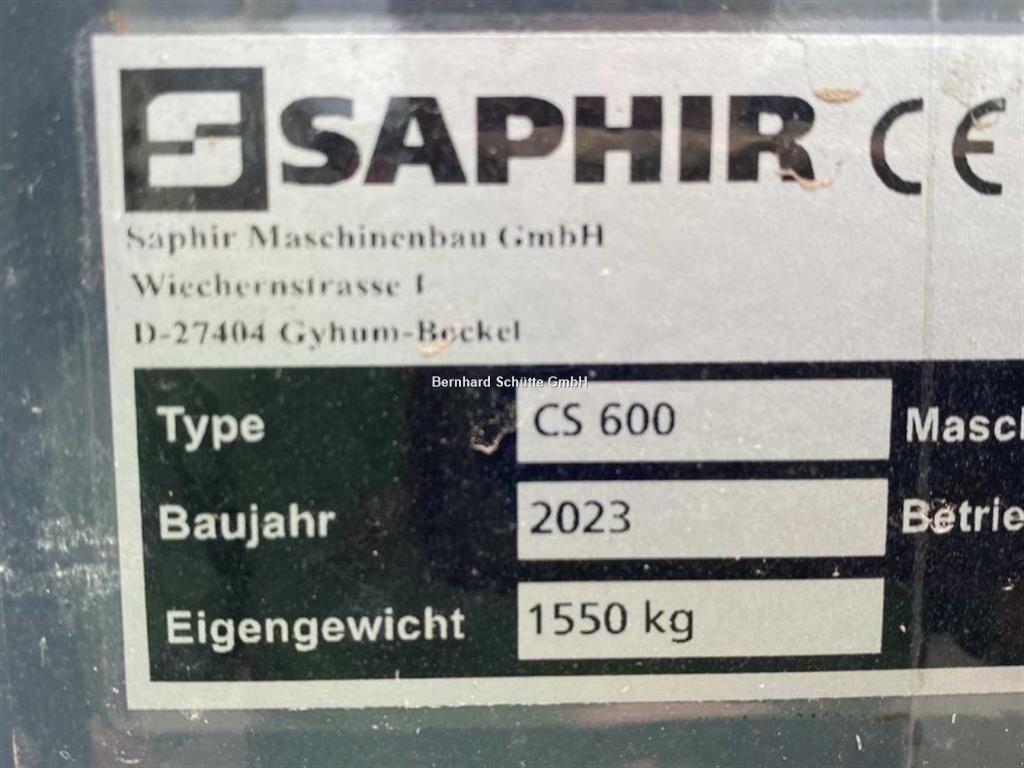 SAPHIR CE
Saphir Maschinenbau GmbH
Wiechernstrasse 1
D-27404 Gyhum-Bockel
Bernhard Schütte GmbH
Type CS 600 Masch
Baujahr 2023 Betrie
Eigengewicht 1550 kg